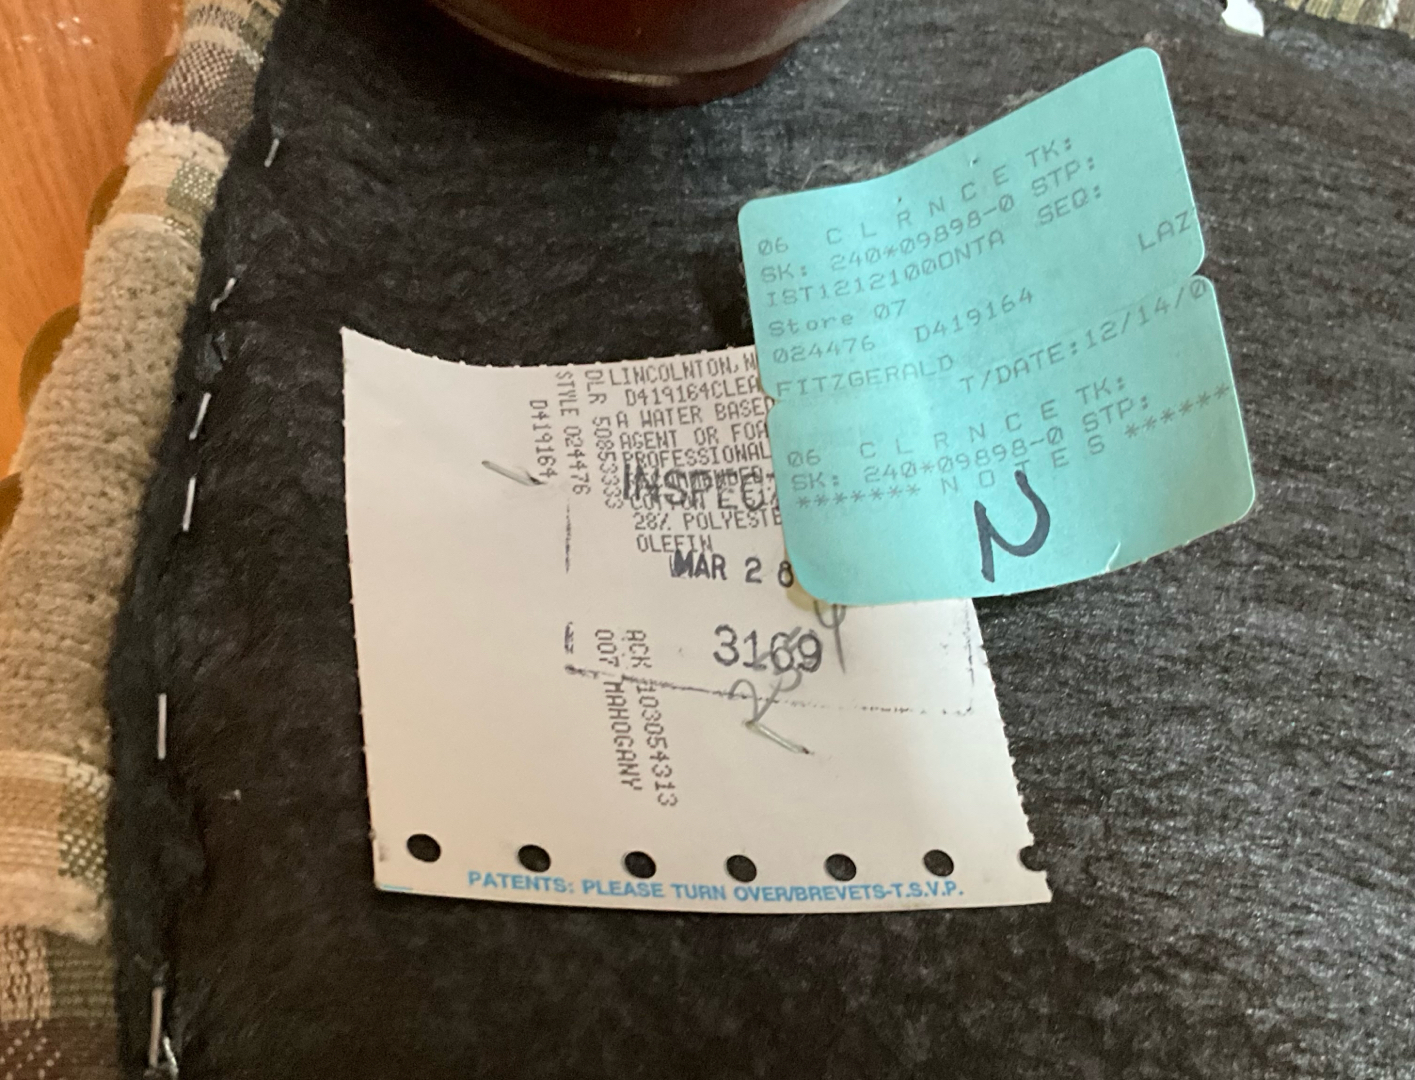 06 C L R N C E TK:
SK: 240*09898-0 STP:
IST1212100DNTA SEQ:
Store 07 LAZ
024476 D419164
FITZGERALD T/DATE:12/14/0
06 C L R N C E TK:
SK: 240*09898-0 STP:
******* N O T E S ******
LINCOLNTON, N
D419164CLEA
A WATER BASED
AGENT OR FOA
PROFESSIONAL
INSPEC
28% POLYESTE
OLEFIN
MAR 2 8
3169
DLR 50853333
STYLE 024476
D419164
ACK 103054313
007 MAHOGANY
PATENTS: PLEASE TURN OVER/BREVETS-T.S.V.P.